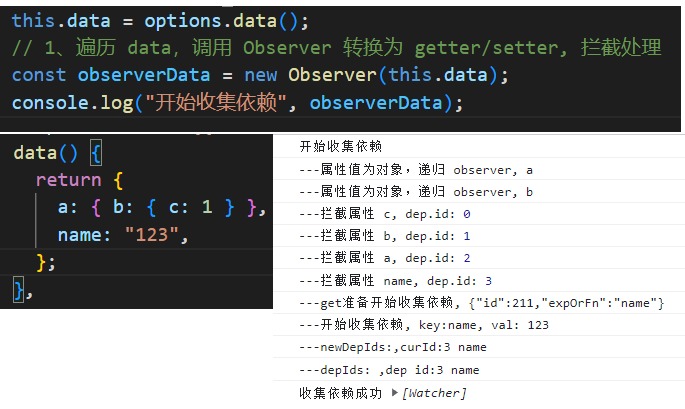 this.data = options.data();
// 1、遍历 data, 调用 Observer 转换为 getter/setter, 拦截处理
const observerData = new Observer(this.data);
console.log("开始收集依赖", observerData);
data() {
return {
a: { b: { c: 1 } },
name: "123",
};
},
开始收集依赖
---属性值为对象，递归 observer, a
---属性值为对象，递归 observer, b
---拦截属性 c, dep.id: 0
---拦截属性 b, dep.id: 1
---拦截属性 a, dep.id: 2
---拦截属性 name, dep.id: 3
---get准备开始收集依赖, {"id":211,"expOrFn":"name"}
---开始收集依赖, key:name, val: 123
---newDepIds:,curId:3 name
---depIds: ,dep id:3 name
收集依赖成功 ▶[Watcher]